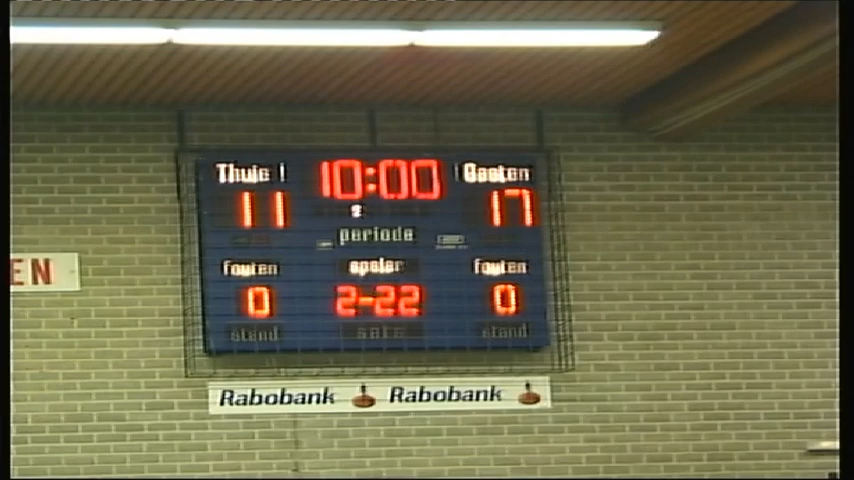 Thuis 10:00 Gasten
11 17
periode
fouten speler fouten
0 2-22 0
stand sets stand
EN
Rabobank Rabobank